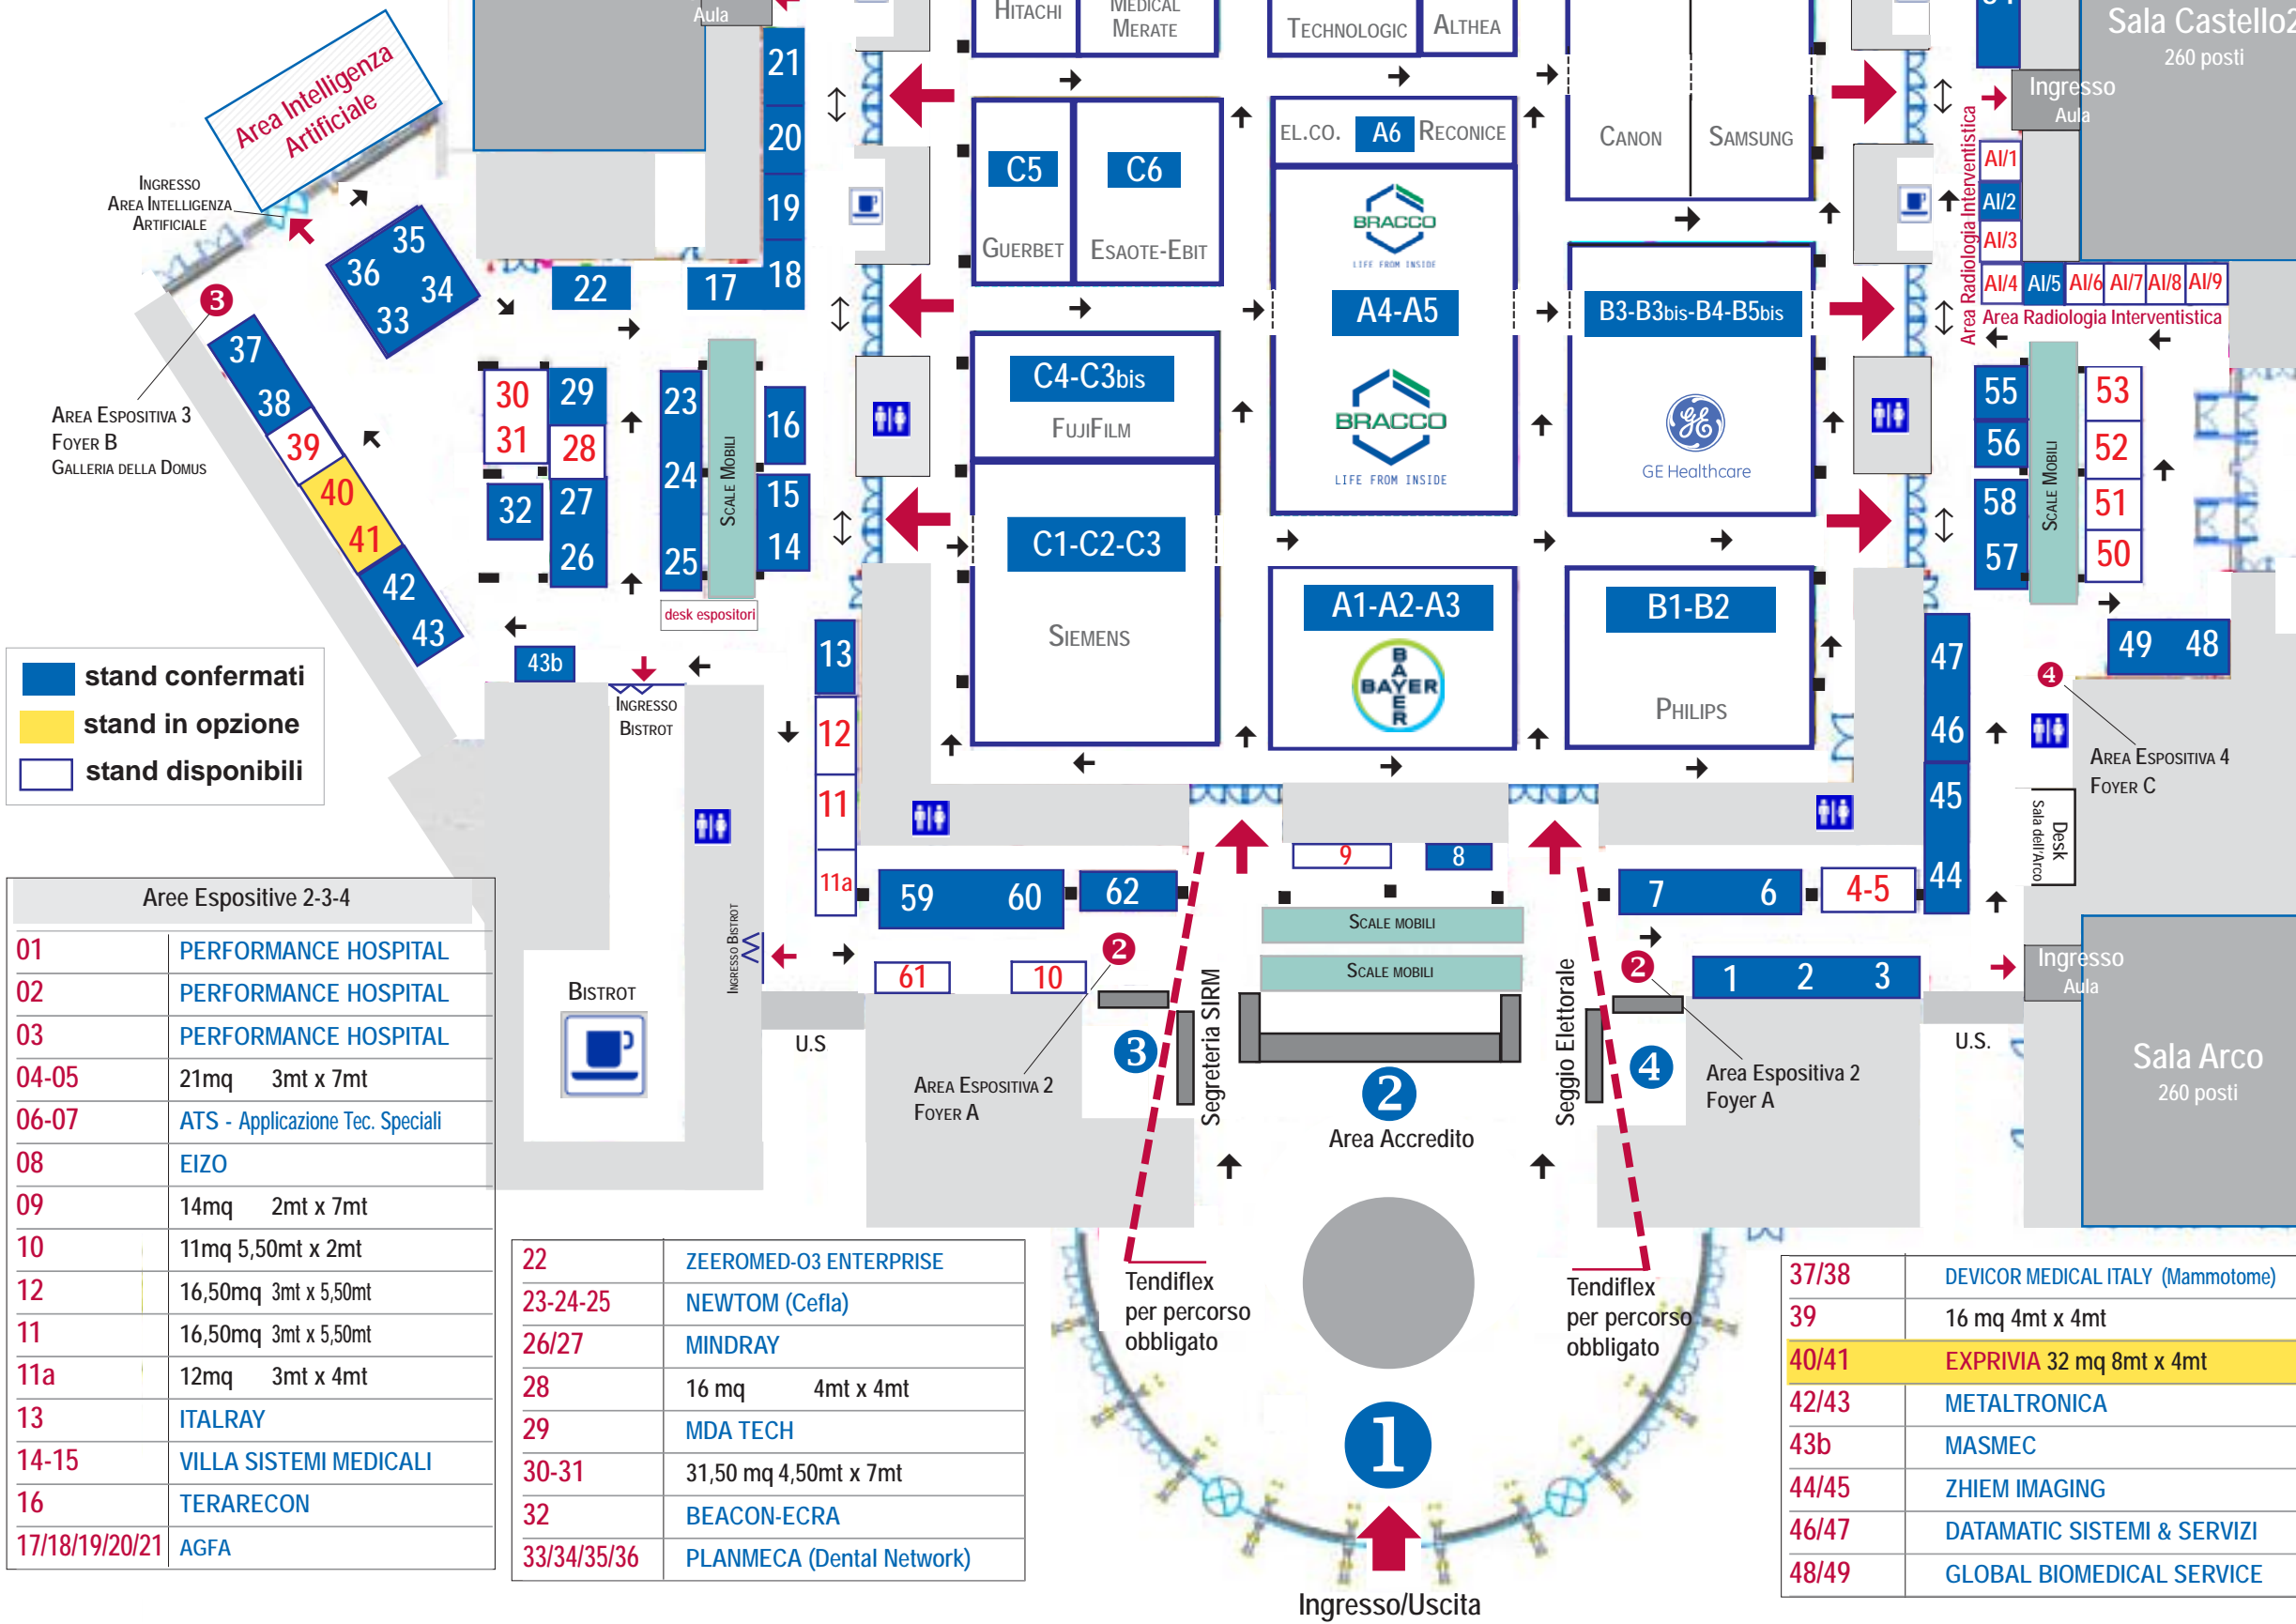 Aula
HITACHI
MEDICAL
MERATE
TECHNOLOGIC
ALTHEA
Sala Castello2
260 posti
Ingresso
Aula
Area Intelligenza
Artificiale
INGRESSO
AREA INTELLIGENZA
ARTIFICIALE
21
20
19
18
17
22
35
36
34
33
3
37
38
39
40
41
42
43
AREA ESPOSITIVA 3
FOYER B
GALLERIA DELLA DOMUS
30
31
29
28
32
27
26
23
24
25
SCALE MOBILI
16
15
14
desk espositori
43b
INGRESSO
BISTROT
13
12
11
11a
C5
GUERBET
C6
ESAOTE-EBIT
EL.CO.
A6
RECONICE
CANON
SAMSUNG
BRACCO
LIFE FROM INSIDE
A4-A5
BRACCO
LIFE FROM INSIDE
B3-B3bis-B4-B5bis
GE
GE Healthcare
C4-C3bis
FUJIFILM
C1-C2-C3
SIEMENS
A1-A2-A3
BAYER
BAYER
B1-B2
PHILIPS
Area Radiologia Interventistica
AI/1
AI/2
AI/3
AI/4
AI/5
AI/6
AI/7
AI/8
AI/9
Area Radiologia Interventistica
55
56
58
57
SCALE MOBILI
53
52
51
50
49
48
47
46
45
44
4
AREA ESPOSITIVA 4
FOYER C
Desk
Sala dell'Arco
stand confermati
stand in opzione
stand disponibili
59
60
62
61
10
9
8
7
6
4-5
1
2
3
SCALE MOBILI
SCALE MOBILI
INGRESSO BISTROT
BISTROT
U.S
2
AREA ESPOSITIVA 2
FOYER A
3
Segreteria SIRM
2
Area Accredito
Seggio Elettorale
4
2
Area Espositiva 2
Foyer A
Ingresso
Aula
U.S.
Sala Arco
260 posti
Tendiflex
per percorso
obbligato
Tendiflex
per percorso
obbligato
1
Ingresso/Uscita
Aree Espositive 2-3-4
01 PERFORMANCE HOSPITAL
02 PERFORMANCE HOSPITAL
03 PERFORMANCE HOSPITAL
04-05 21mq 3mt x 7mt
06-07 ATS - Applicazione Tec. Speciali
08 EIZO
09 14mq 2mt x 7mt
10 11mq 5,50mt x 2mt
12 16,50mq 3mt x 5,50mt
11 16,50mq 3mt x 5,50mt
11a 12mq 3mt x 4mt
13 ITALRAY
14-15 VILLA SISTEMI MEDICALI
16 TERARECON
17/18/19/20/21 AGFA
22 ZEEROMED-O3 ENTERPRISE
23-24-25 NEWTOM (Cefla)
26/27 MINDRAY
28 16 mq 4mt x 4mt
29 MDA TECH
30-31 31,50 mq 4,50mt x 7mt
32 BEACON-ECRA
33/34/35/36 PLANMECA (Dental Network)
37/38 DEVICOR MEDICAL ITALY (Mammotome)
39 16 mq 4mt x 4mt
40/41 EXPRIVIA 32 mq 8mt x 4mt
42/43 METALTRONICA
43b MASMEC
44/45 ZHIEM IMAGING
46/47 DATAMATIC SISTEMI & SERVIZI
48/49 GLOBAL BIOMEDICAL SERVICE